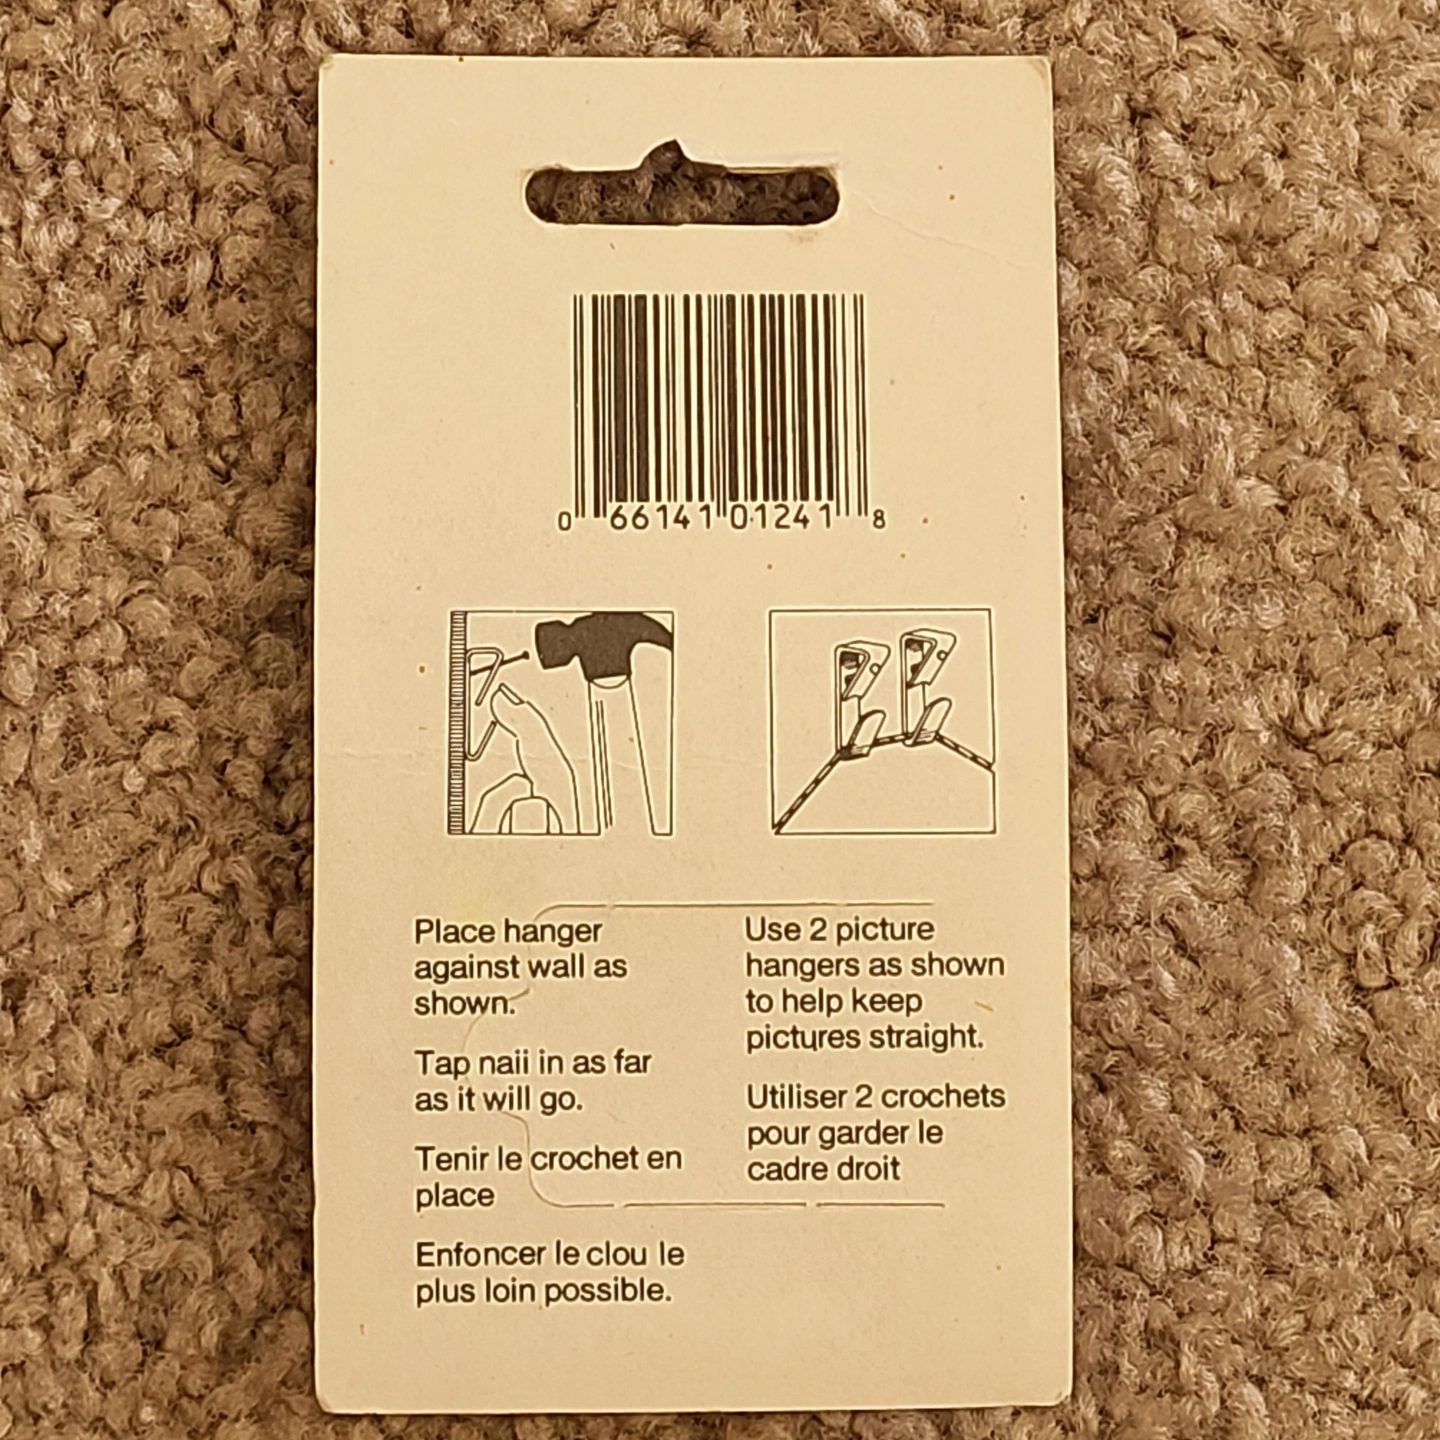 0 66141 01241 8
Place hanger
against wall as
shown.
Tap nail in as far
as it will go.
Tenir le crochet en
place
Enfoncer le clou le
plus loin possible.
Use 2 picture
hangers as shown
to help keep
pictures straight.
Utiliser 2 crochets
pour garder le
cadre droit